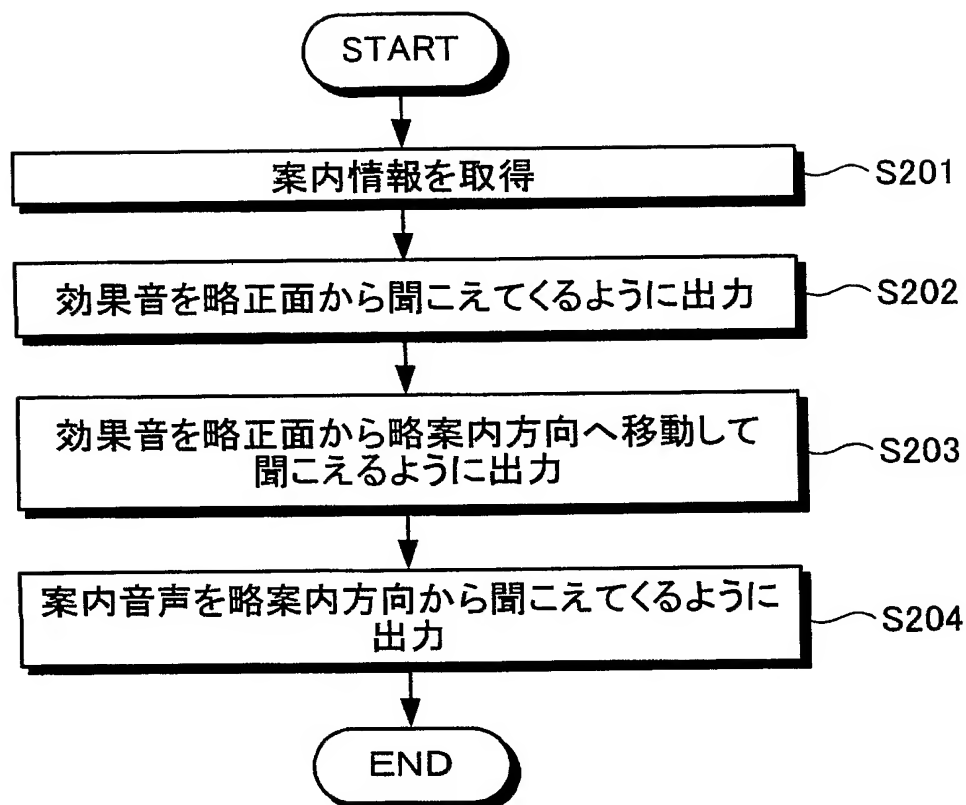 START
案内情報を取得
S201
効果音を略正面から聞こえてくるように出力
S202
効果音を略正面から略案内方向へ移動して
聞こえるように出力
S203
案内音声を略案内方向から聞こえてくるように
出力
S204
END